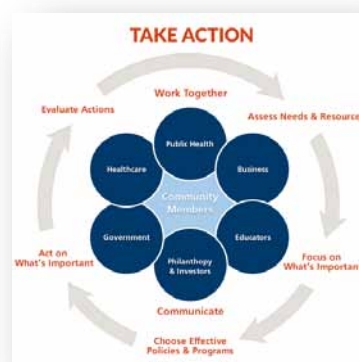 TAKE ACTION
Work Together
Evaluate Actions
Assess Needs & Resource
Public Health
Healthcare
Business
Community
Members
Government
Educators
Philanthropy
& Investors
Act on
What's Important
Focus on
What's Important
Communicate
Choose Effective
Policies & Programs